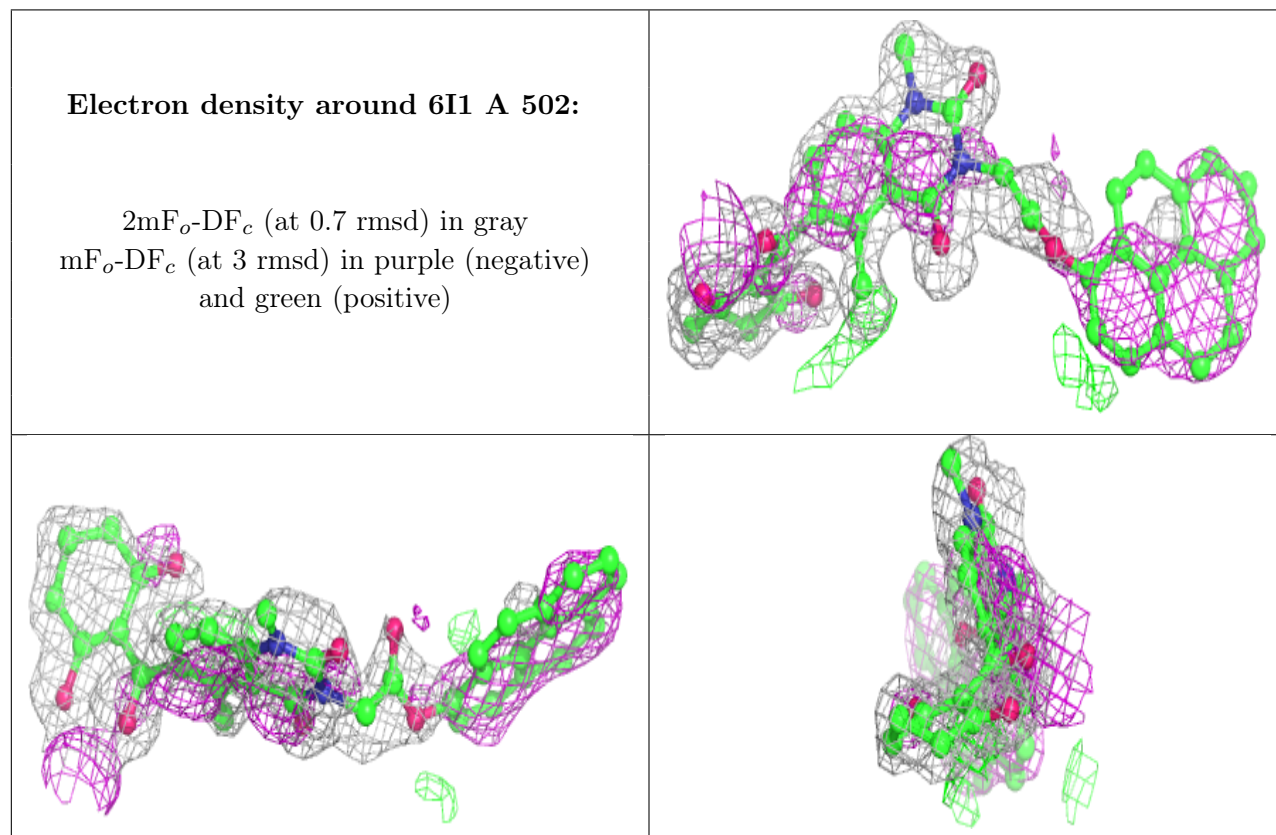 Electron density around 6I1 A 502:
2mFₒ-DF𝒸 (at 0.7 rmsd) in gray
mFₒ-DF𝒸 (at 3 rmsd) in purple (negative)
and green (positive)